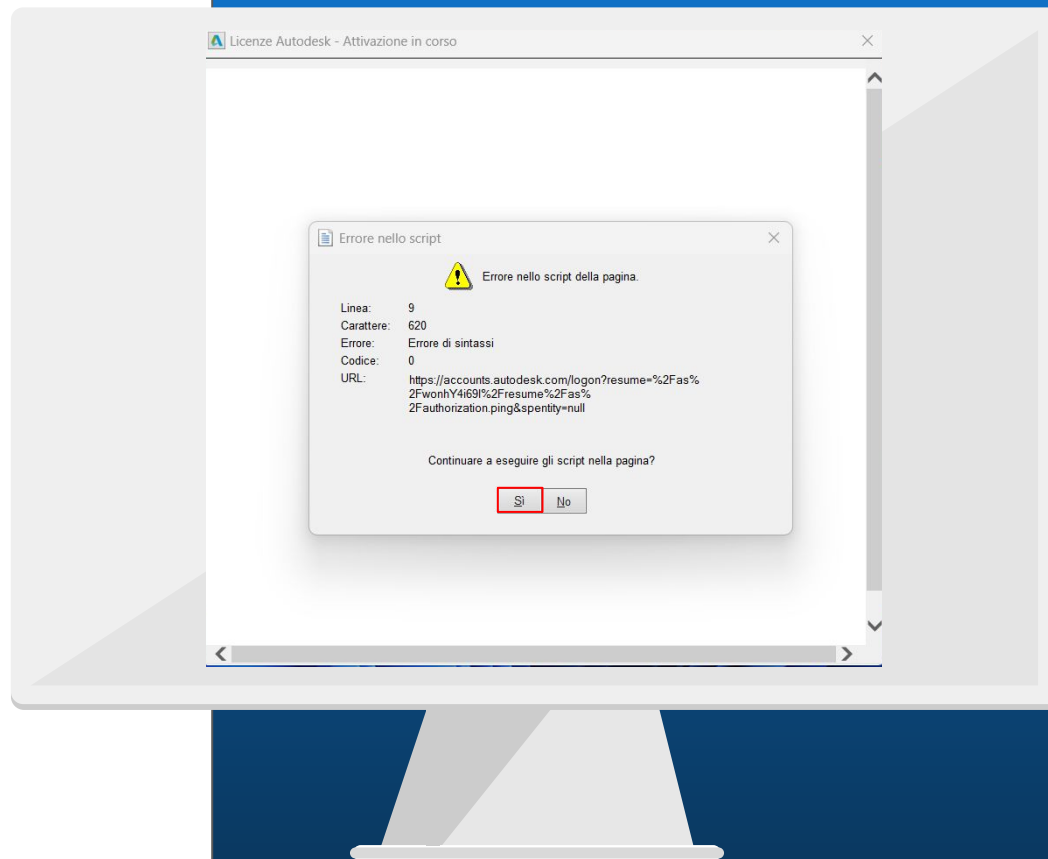 Licenze Autodesk - Attivazione in corso
Errore nello script
Errore nello script della pagina.
Linea: 9
Carattere: 620
Errore: Errore di sintassi
Codice: 0
URL: https://accounts.autodesk.com/logon?resume=%2Fas%
2FwonhY4i69I%2Fresume%2Fas%
2Fauthorization.ping&spentity=null
Continuare a eseguire gli script nella pagina?
Sì No